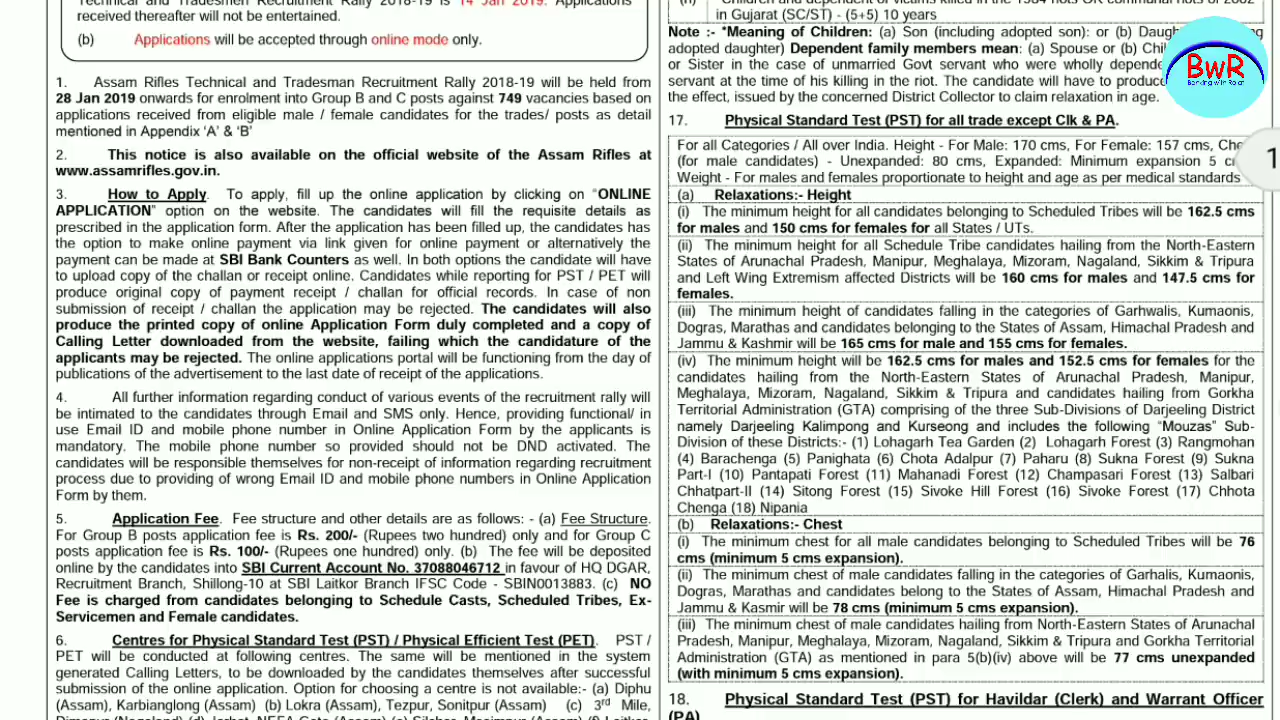 Technical and Tradesman Recruitment Rally 2018-19 is 14 Jan 2019. Applications
received thereafter will not be entertained.
(b) Applications will be accepted through online mode only.
1. Assam Rifles Technical and Tradesman Recruitment Rally 2018-19 will be held from
28 Jan 2019 onwards for enrolment into Group B and C posts against 749 vacancies based on
applications received from eligible male / female candidates for the trades/ posts as detail
mentioned in Appendix ‘A’ & ‘B’
2. This notice is also available on the official website of the Assam Rifles at
www.assamrifles.gov.in.
3. How to Apply. To apply, fill up the online application by clicking on “ONLINE
APPLICATION” option on the website. The candidates will fill the requisite details as
prescribed in the application form. After the application has been filled up, the candidates has
the option to make online payment via link given for online payment or alternatively the
payment can be made at SBI Bank Counters as well. In both options the candidate will have
to upload copy of the challan or receipt online. Candidates while reporting for PST / PET will
produce original copy of payment receipt / challan for official records. In case of non
submission of receipt / challan the application may be rejected. The candidates will also
produce the printed copy of online Application Form duly completed and a copy of
Calling Letter downloaded from the website, failing which the candidature of the
applicants may be rejected. The online applications portal will be functioning from the day of
publications of the advertisement to the last date of receipt of the applications.
4. All further information regarding conduct of various events of the recruitment rally will
be intimated to the candidates through Email and SMS only. Hence, providing functional/ in
use Email ID and mobile phone number in Online Application Form by the applicants is
mandatory. The mobile phone number so provided should not be DND activated. The
candidates will be responsible themselves for non-receipt of information regarding recruitment
process due to providing of wrong Email ID and mobile phone numbers in Online Application
Form by them.
5. Application Fee. Fee structure and other details are as follows: - (a) Fee Structure.
For Group B posts application fee is Rs. 200/- (Rupees two hundred) only and for Group C
posts application fee is Rs. 100/- (Rupees one hundred) only. (b) The fee will be deposited
online by the candidates into SBI Current Account No. 37088046712 in favour of HQ DGAR,
Recruitment Branch, Shillong-10 at SBI Laitkor Branch IFSC Code - SBIN0013883. (c) NO
Fee is charged from candidates belonging to Schedule Casts, Scheduled Tribes, Ex-
Servicemen and Female candidates.
6. Centres for Physical Standard Test (PST) / Physical Efficient Test (PET). PST /
PET will be conducted at following centres. The same will be mentioned in the system
generated Calling Letters, to be downloaded by the candidates themselves after successful
submission of the online application. Option for choosing a centre is not available:- (a) Diphu
(Assam), Karbianglong (Assam) (b) Lokra (Assam), Tezpur, Sonitpur (Assam) (c) 3rd Mile,
in Gujarat (SC/ST) - (5+5) 10 years
Note :- *Meaning of Children: (a) Son (including adopted son): or (b)
adopted daughter) Dependent family members mean: (a) Spouse or (b)
or Sister in the case of unmarried Govt servant who were wholly
servant at the time of his killing in the riot. The candidate will have to
the effect, issued by the concerned District Collector to claim relaxation in age.
BwR
17. Physical Standard Test (PST) for all trade except Clk & PA.
For all Categories / All over India. Height - For Male: 170 cms, For Female: 157 cms,
(for male candidates) - Unexpanded: 80 cms, Expanded: Minimum expansion 5
Weight - For males and females proportionate to height and age as per medical standards
1
(a) Relaxations:- Height
(i) The minimum height for all candidates belonging to Scheduled Tribes will be 162.5 cms
for males and 150 cms for females for all States / UTs.
(ii) The minimum height for all Schedule Tribe candidates hailing from the North-Eastern
States of Arunachal Pradesh, Manipur, Meghalaya, Mizoram, Nagaland, Sikkim & Tripura
and Left Wing Extremism affected Districts will be 160 cms for males and 147.5 cms for
females.
(iii) The minimum height of candidates falling in the categories of Garhwalis, Kumaonis,
Dogras, Marathas and candidates belonging to the States of Assam, Himachal Pradesh and
Jammu & Kashmir will be 165 cms for male and 155 cms for females.
(iv) The minimum height will be 162.5 cms for males and 152.5 cms for females for the
candidates hailing from the North-Eastern States of Arunachal Pradesh, Manipur,
Meghalaya, Mizoram, Nagaland, Sikkim & Tripura and candidates hailing from Gorkha
Territorial Administration (GTA) comprising of the three Sub-Divisions of Darjeeling District
namely Darjeeling Kalimpong and Kurseong and includes the following “Mouzas” Sub-
Division of these Districts:- (1) Lohagarh Tea Garden (2) Lohagarh Forest (3) Rangmohan
(4) Barachenga (5) Panighata (6) Chota Adalpur (7) Paharu (8) Sukna Forest (9) Sukna
Part-I (10) Pantapati Forest (11) Mahanadi Forest (12) Champasari Forest (13) Salbari
Chhatpart-II (14) Sitong Forest (15) Sivoke Hill Forest (16) Sivoke Forest (17) Chhota
Chenga (18) Nipania
(b) Relaxations:- Chest
(i) The minimum chest for all male candidates belonging to Scheduled Tribes will be 76
cms (minimum 5 cms expansion).
(ii) The minimum chest of male candidates falling in the categories of Garhalis, Kumaonis,
Dogras, Marathas and candidates belong to the States of Assam, Himachal Pradesh and
Jammu & Kasmir will be 78 cms (minimum 5 cms expansion).
(iii) The minimum chest of male candidates hailing from North-Eastern States of Arunachal
Pradesh, Manipur, Meghalaya, Mizoram, Nagaland, Sikkim & Tripura and Gorkha Territorial
Administration (GTA) as mentioned in para 5(b)(iv) above will be 77 cms unexpanded
(with minimum 5 cms expansion).
18. Physical Standard Test (PST) for Havildar (Clerk) and Warrant Officer
(PA)